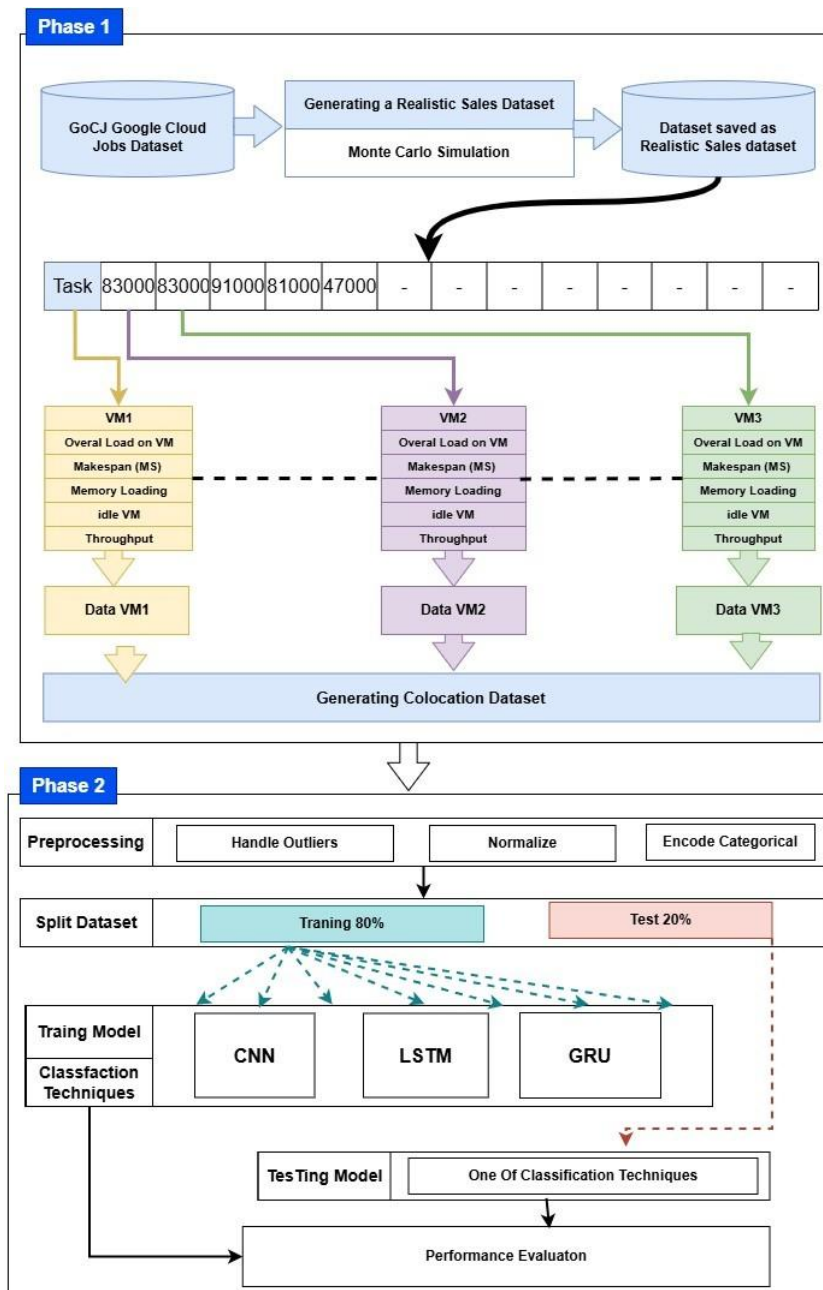 Phase 1
GoCJ Google Cloud
Jobs Dataset
Generating a Realistic Sales Dataset
Monte Carlo Simulation
Dataset saved as
Realistic Sales dataset
Task 83000 83000 91000 81000 47000 - - - - - - - -
VM1 VM2 VM3
Overal Load on VM Overal Load on VM Overal Load on VM
Makespan (MS) Makespan (MS) Makespan (MS)
Memory Loading Memory Loading Memory Loading
idle VM idle VM idle VM
Throughput Throughput Throughput
Data VM1 Data VM2 Data VM3
Generating Colocation Dataset
Phase 2
Preprocessing Handle Outliers Normalize Encode Categorical
Split Dataset Traning 80% Test 20%
Traing Model
Classfaction
Techniques
CNN LSTM GRU
TesTing Model One Of Classification Techniques
Performance Evaluaton